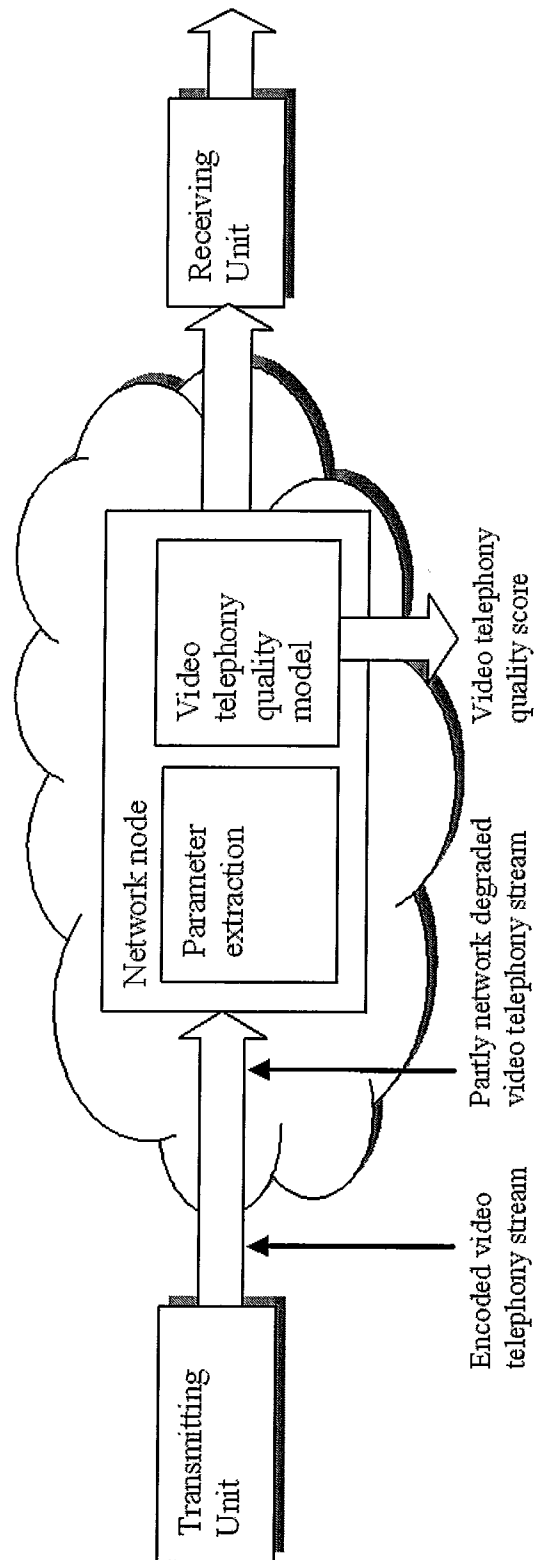 Transmitting
Unit
Encoded video
telephony stream
Partly network degraded
video telephony stream
Network node
Parameter
extraction
Video
telephony
quality
model
Video telephony
quality score
Receiving
Unit